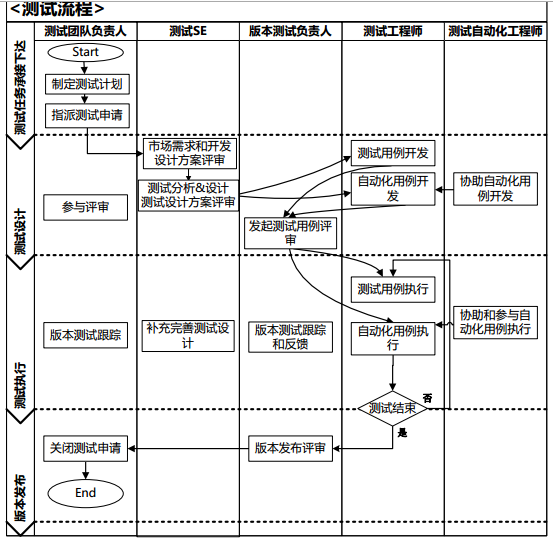 <测试流程>
测试团队负责人
测试SE
版本测试负责人
测试工程师
测试自动化工程师
测试任务承接下达
Start
制定测试计划
指派测试申请
测试设计
市场需求和开发
设计方案评审
测试用例开发
测试分析&设计
测试设计方案评审
自动化用例开
发
协助自动化用
例开发
参与评审
发起测试用例评
审
测试执行
测试用例执行
版本测试跟踪
补充完善测试设
计
版本测试跟踪
和反馈
自动化用例执
行
协助和参与自
动化用例执行
测试结束
否
是
版本发布
关闭测试申请
版本发布评审
End